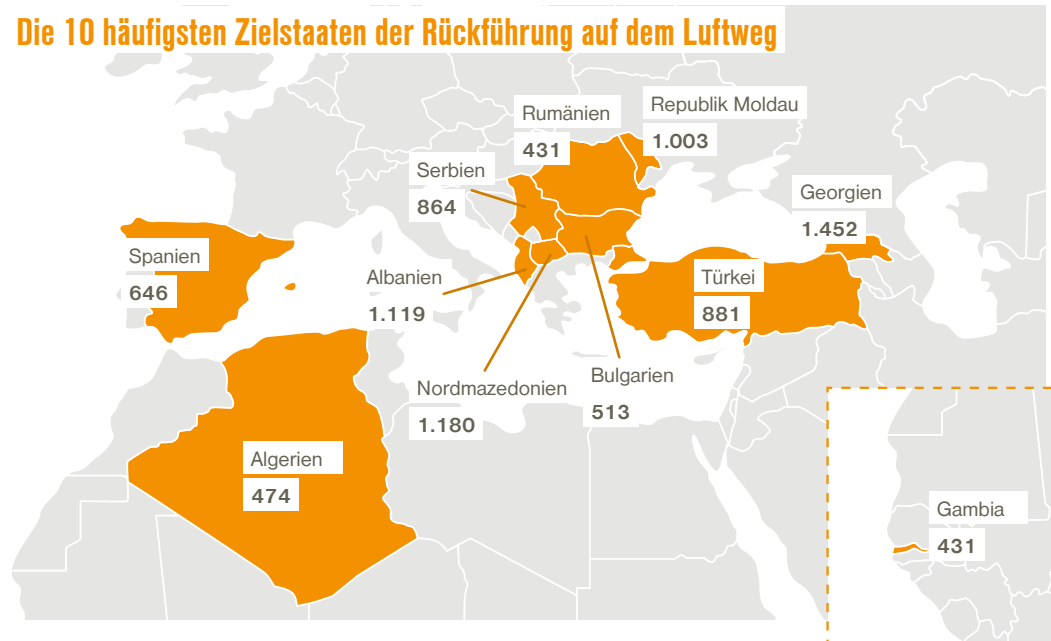 Die 10 häufigsten Zielstaaten der Rückführung auf dem Luftweg
Rumänien
431
Republik Moldau
1.003
Serbien
864
Georgien
1.452
Spanien
646
Albanien
1.119
Türkei
881
Nordmazedonien
1.180
Bulgarien
513
Algerien
474
Gambia
431